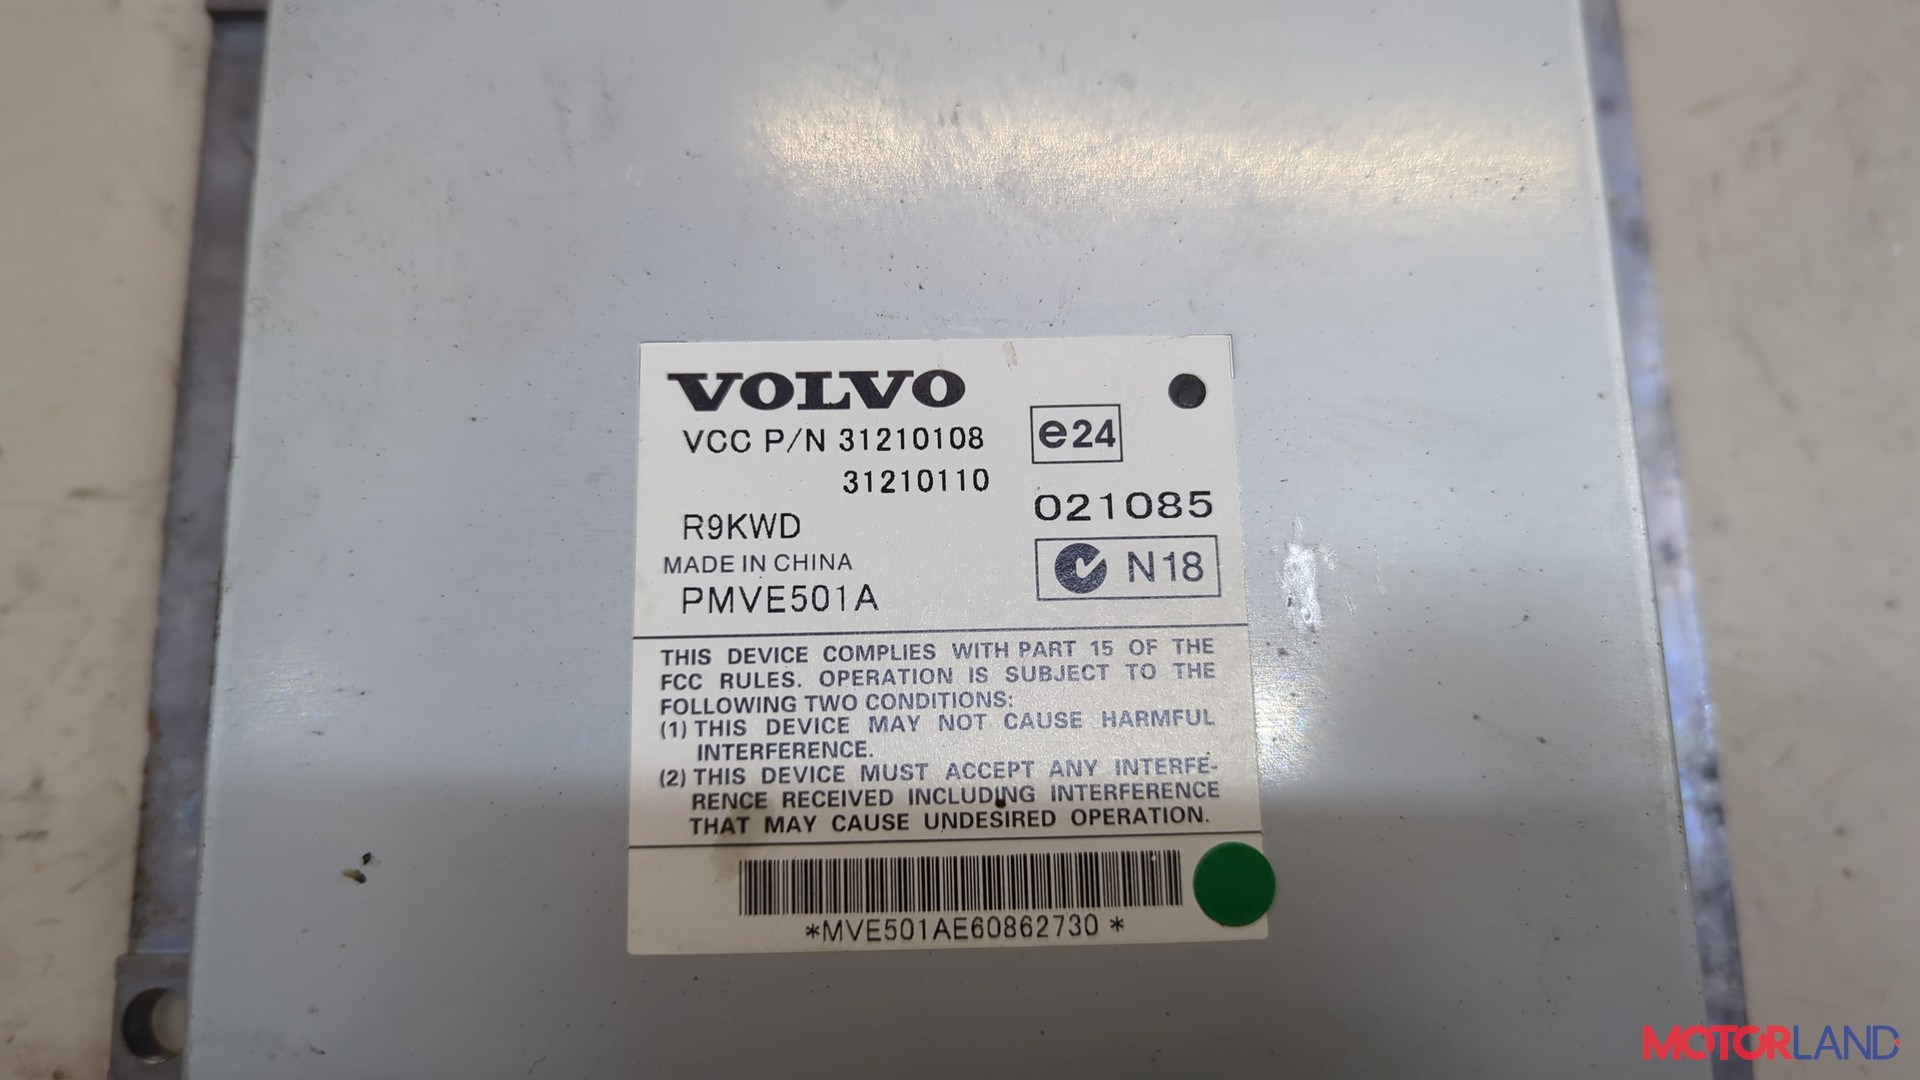 VOLVO
VCC P/N 31210108
31210110
e24
021085
R9KWD
MADE IN CHINA
PMVE501A
N18
THIS DEVICE COMPLIES WITH PART 15 OF THE
FCC RULES. OPERATION IS SUBJECT TO THE
FOLLOWING TWO CONDITIONS:
(1) THIS DEVICE MAY NOT CAUSE HARMFUL
INTERFERENCE.
(2) THIS DEVICE MUST ACCEPT ANY INTERFE-
RENCE RECEIVED INCLUDING INTERFERENCE
THAT MAY CAUSE UNDESIRED OPERATION.
*MVE501AE60862730 *
MOTORLAND